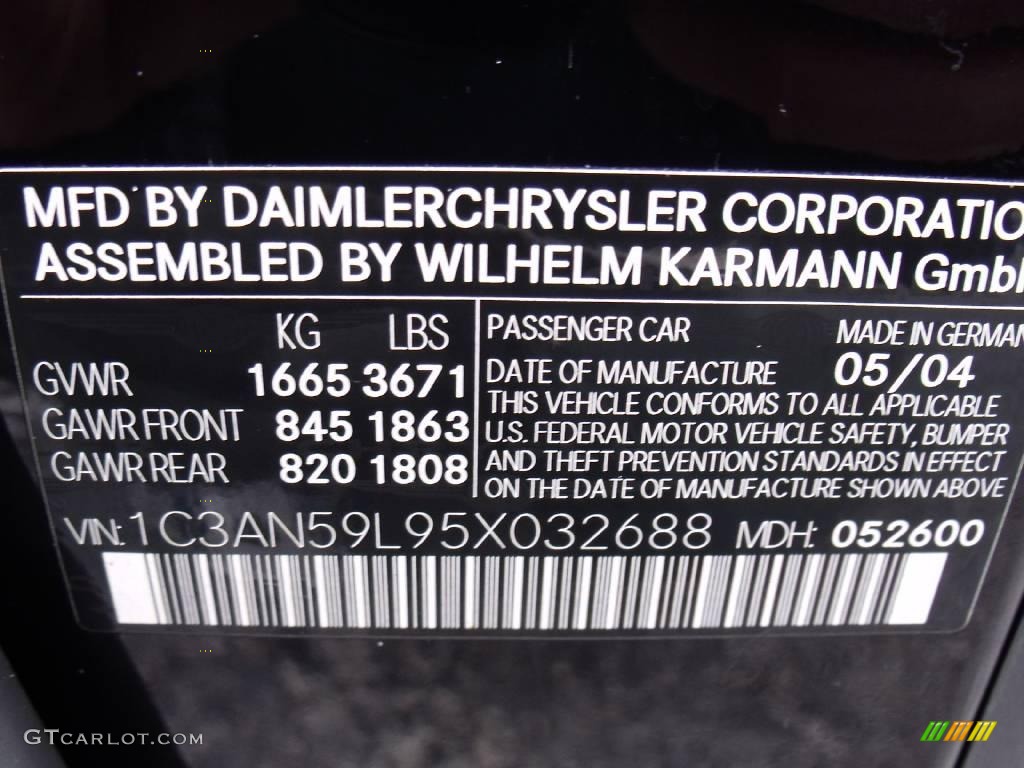 MFD BY DAIMLERCHRYSLER CORPORATIO
ASSEMBLED BY WILHELM KARMANN Gmb
KG LBS
GVWR 1665 3671
GAWR FRONT 845 1863
GAWR REAR 820 1808
PASSENGER CAR MADE IN GERMAN
DATE OF MANUFACTURE 05/04
THIS VEHICLE CONFORMS TO ALL APPLICABLE
U.S. FEDERAL MOTOR VEHICLE SAFETY, BUMPER
AND THEFT PREVENTION STANDARDS IN EFFECT
ON THE DATE OF MANUFACTURE SHOWN ABOVE
VIN: 1C3AN59L95X032688 MDH: 052600
GTCARLOT.COM